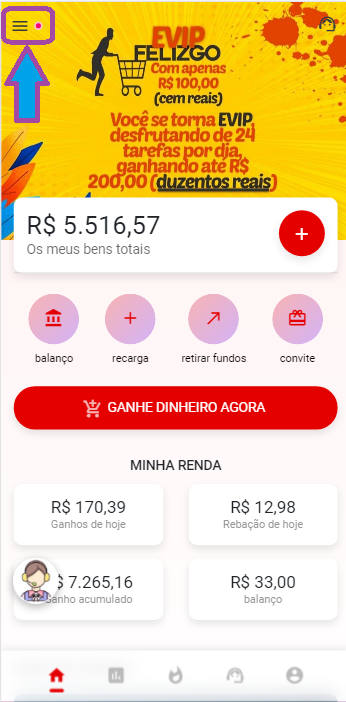 EVIP
FELIZGO
Com apenas
R$ 100,00
(cem reais)
Você se torna EVIP,
desfrutando de 24
tarefas por dia,
ganhando até R$
200,00 (duzentos reais)
R$ 5.516,57
Os meus bens totais
balanço
recarga
retirar fundos
convite
GANHE DINHEIRO AGORA
MINHA RENDA
R$ 170,39
Ganhos de hoje
R$ 12,98
Rebação de hoje
$ 7.265,16
Ganho acumulado
R$ 33,00
balanço